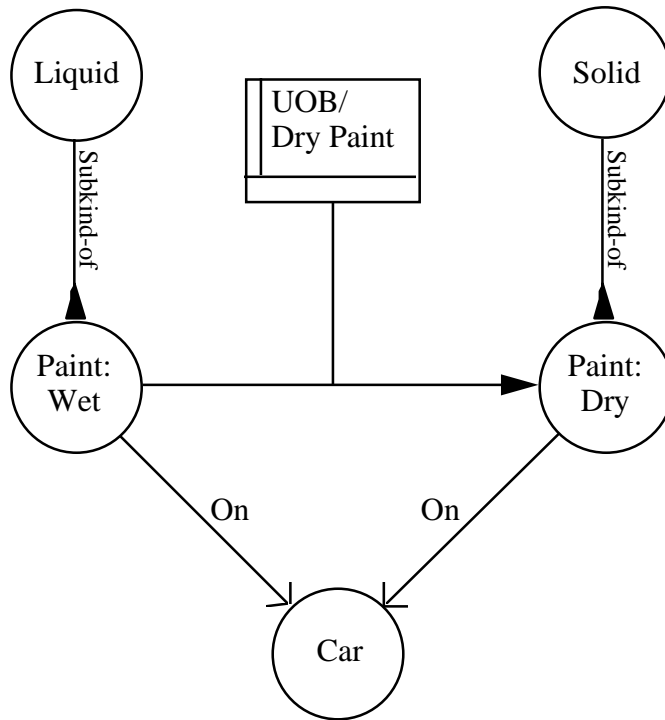 Liquid
UOB/
Dry Paint
Solid
Subkind-of
Subkind-of
Paint:
Wet
Paint:
Dry
On
On
Car